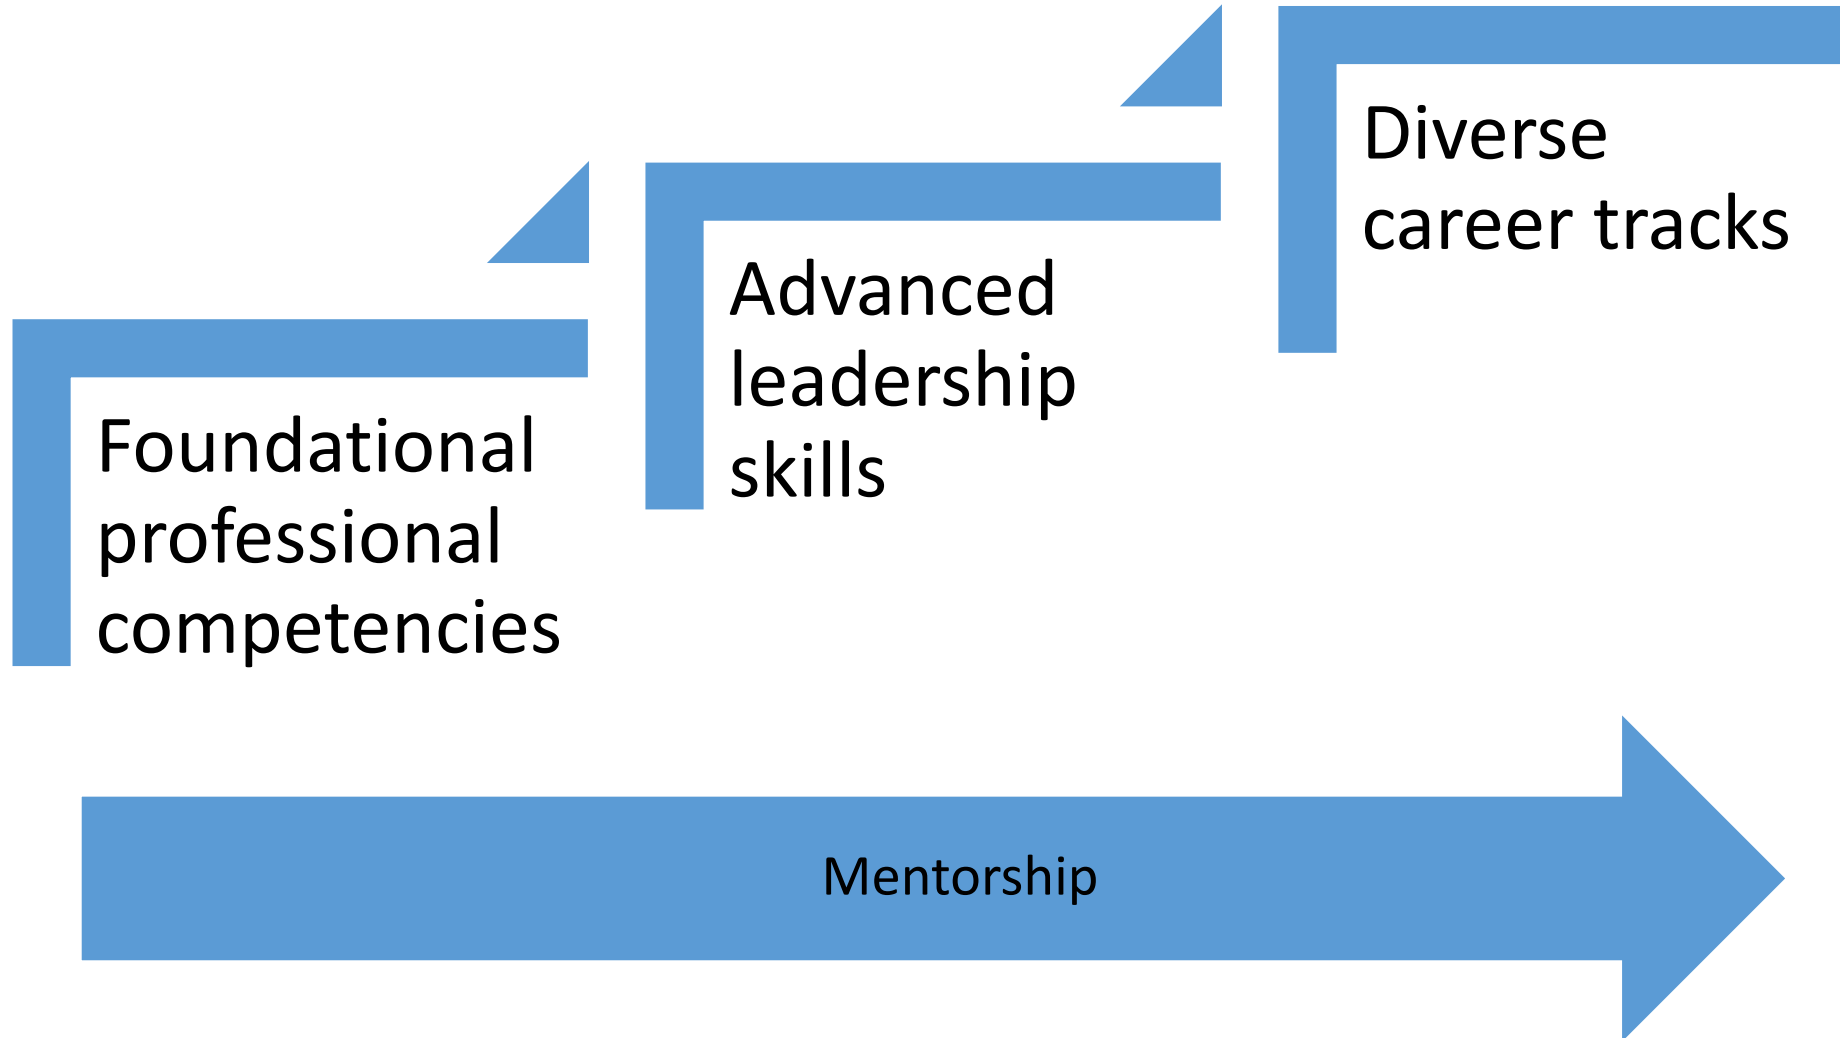 Foundational
professional
competencies
Advanced
leadership
skills
Diverse
career tracks
Mentorship